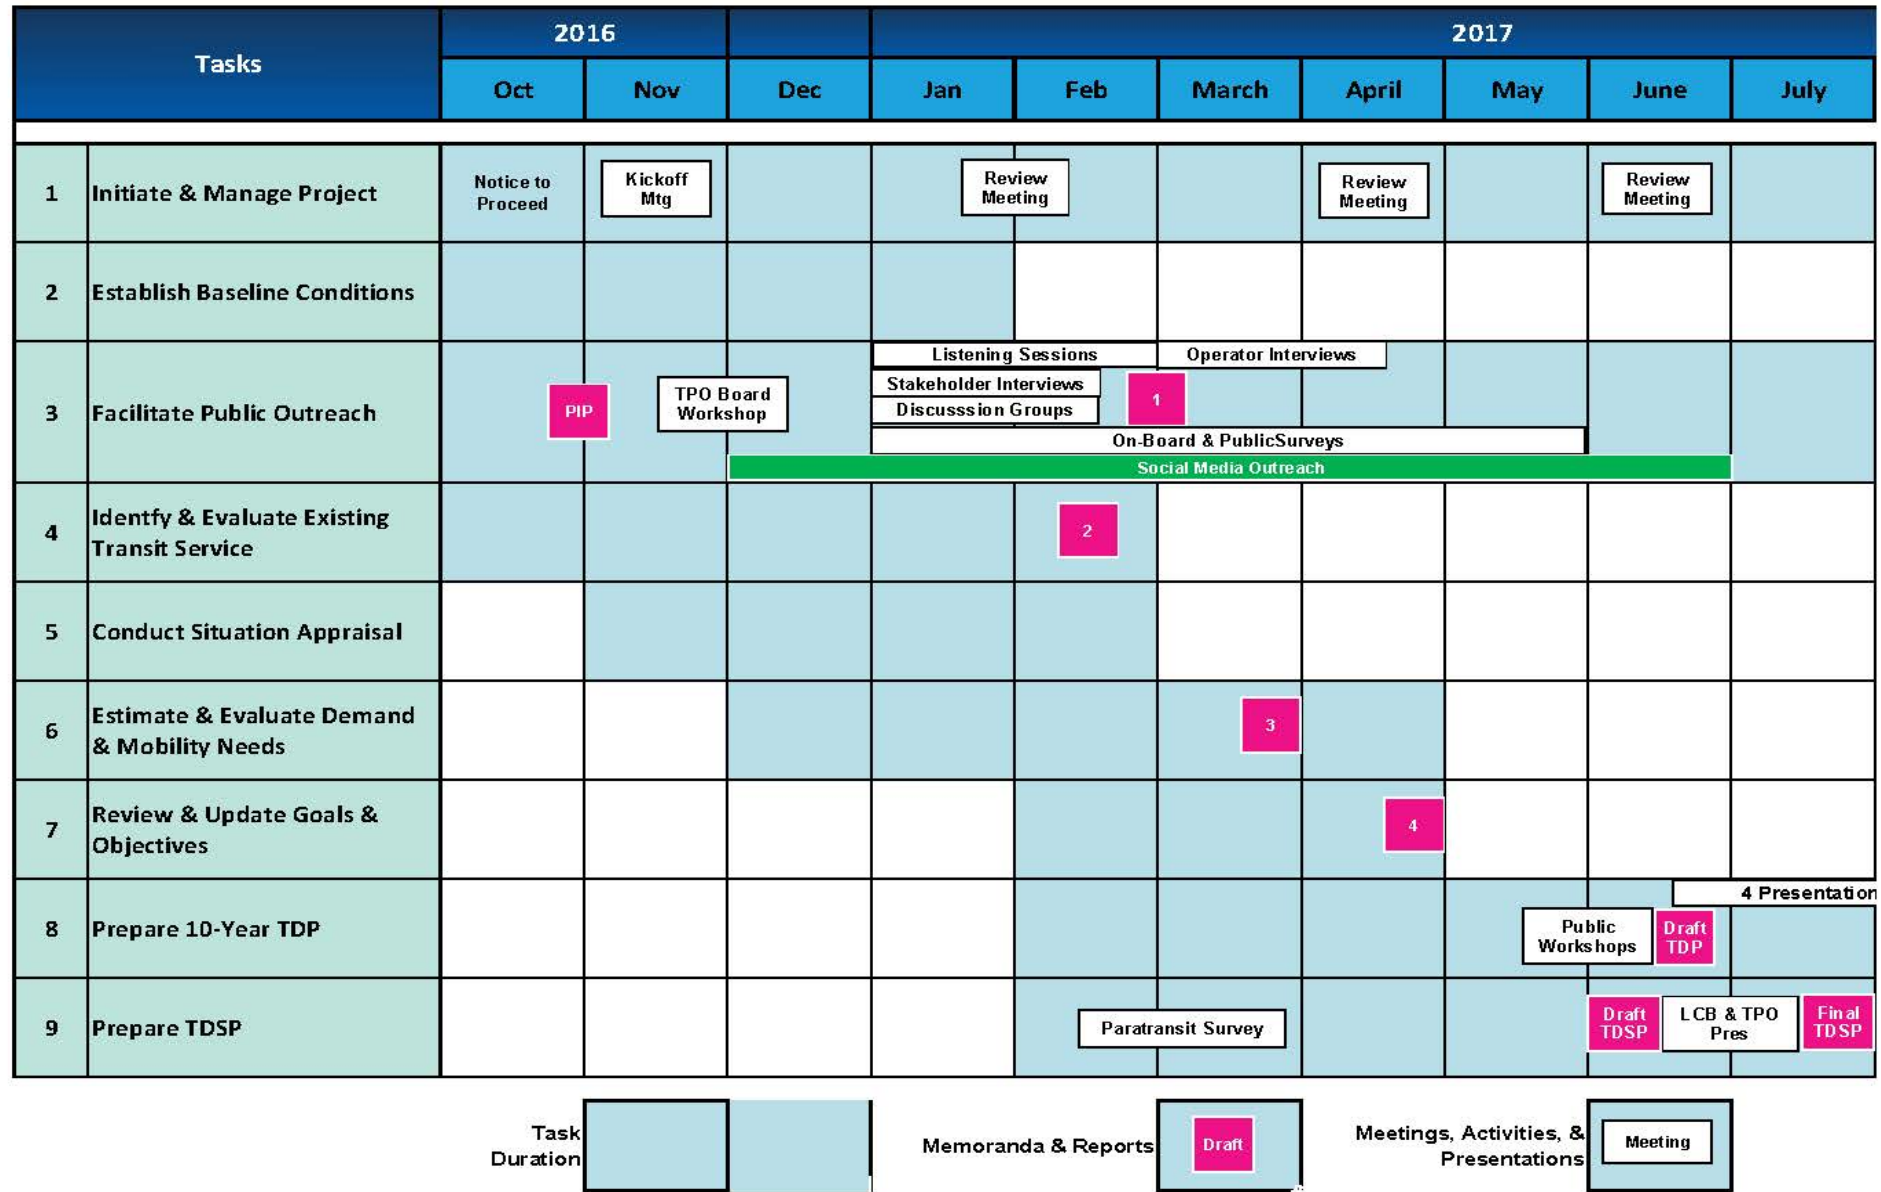 Tasks
2016
2017
Oct
Nov
Dec
Jan
Feb
March
April
May
June
July
1
Initiate & Manage Project
Notice to
Proceed
Kickoff
Mtg
Review
Meeting
Review
Meeting
Review
Meeting
2
Establish Baseline Conditions
3
Facilitate Public Outreach
PIP
TPO Board
Workshop
Listening Sessions
Operator Interviews
Stakeholder Interviews
Discusssion Groups
1
On-Board & PublicSurveys
Social Media Outreach
4
Identfy & Evaluate Existing
Transit Service
2
5
Conduct Situation Appraisal
6
Estimate & Evaluate Demand
& Mobility Needs
3
7
Review & Update Goals &
Objectives
4
8
Prepare 10-Year TDP
4 Presentation
Public
Workshops
Draft
TDP
9
Prepare TDSP
Paratransit Survey
Draft
TDSP
LCB & TPO
Pres
Final
TDSP
Task
Duration
Memoranda & Reports
Draft
Meetings, Activities, &
Presentations
Meeting